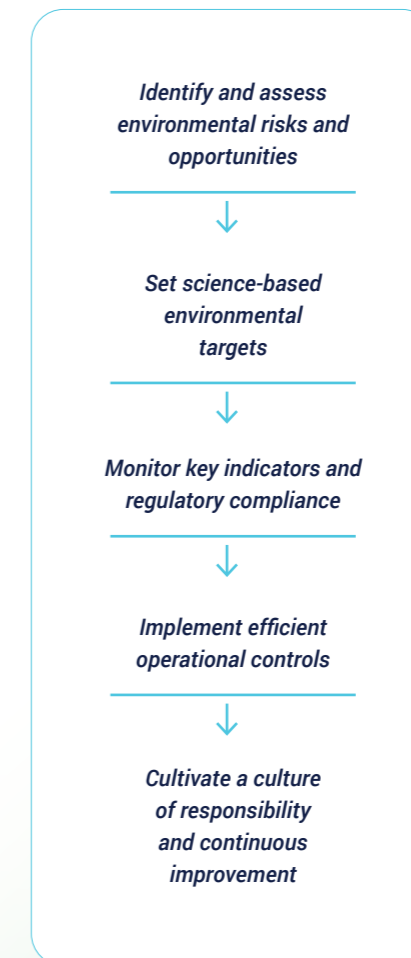 Identify and assess
environmental risks and
opportunities
Set science-based
environmental
targets
Monitor key indicators and
regulatory compliance
Implement efficient
operational controls
Cultivate a culture
of responsibility
and continuous
improvement